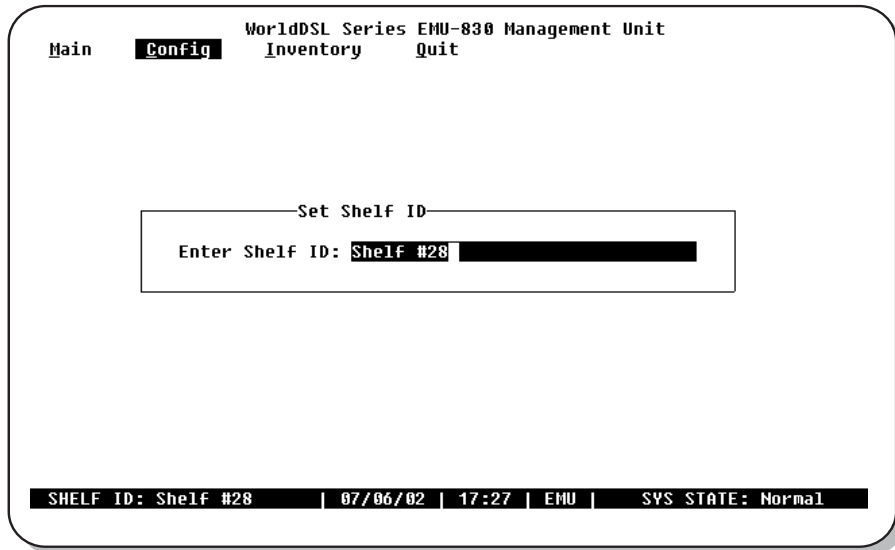 WorldDSL Series EMU-830 Management Unit
Main Config Inventory Quit
Set Shelf ID
Enter Shelf ID: Shelf #28
SHELF ID: Shelf #28 | 07/06/02 | 17:27 | EMU | SYS STATE: Normal